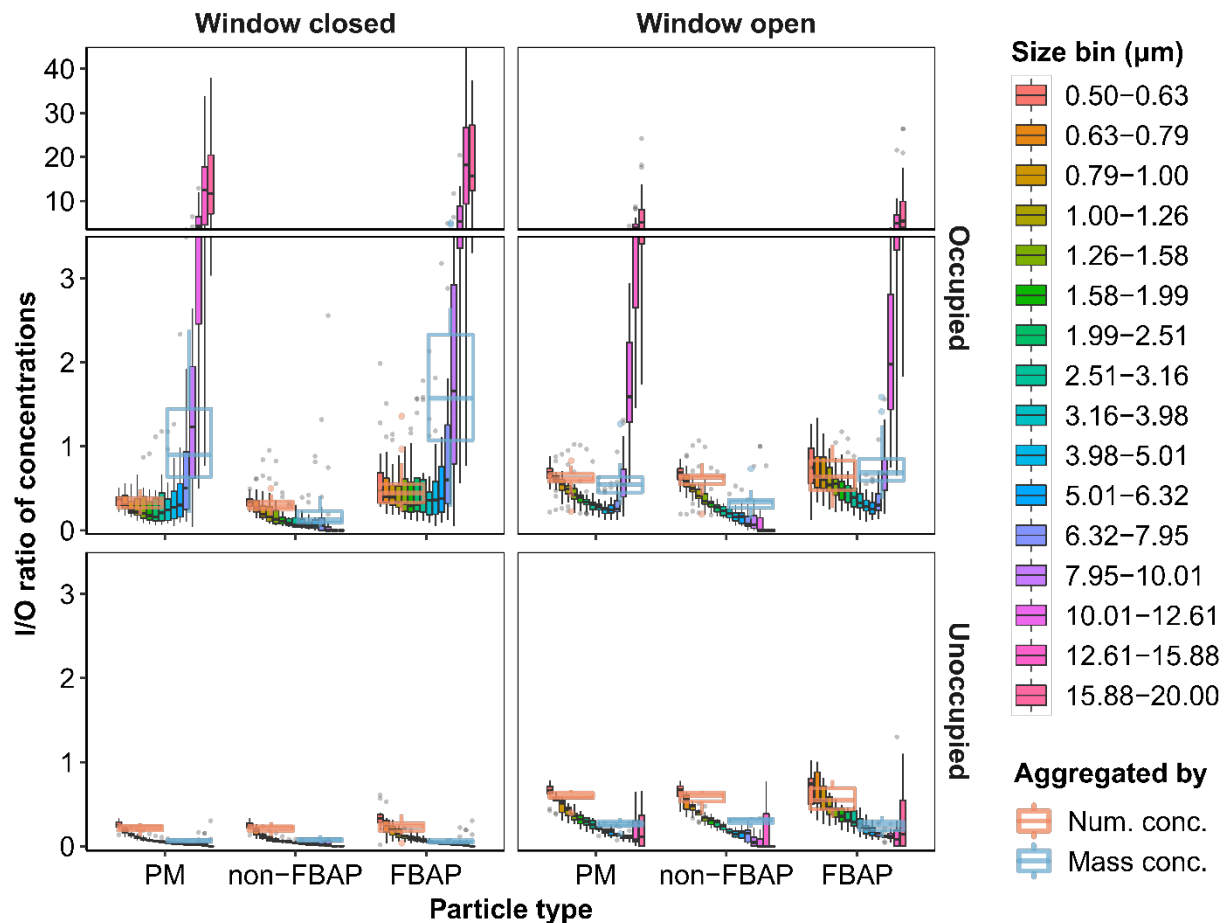 Window closed
Window open
40
30
20
10
3
2
1
0
3
2
1
0
I/O ratio of concentrations
Occupied
Unoccupied
PM non-FBAP FBAP
PM non-FBAP FBAP
Particle type
Size bin (µm)
0.50−0.63
0.63−0.79
0.79−1.00
1.00−1.26
1.26−1.58
1.58−1.99
1.99−2.51
2.51−3.16
3.16−3.98
3.98−5.01
5.01−6.32
6.32−7.95
7.95−10.01
10.01−12.61
12.61−15.88
15.88−20.00
Aggregated by
Num. conc.
Mass conc.